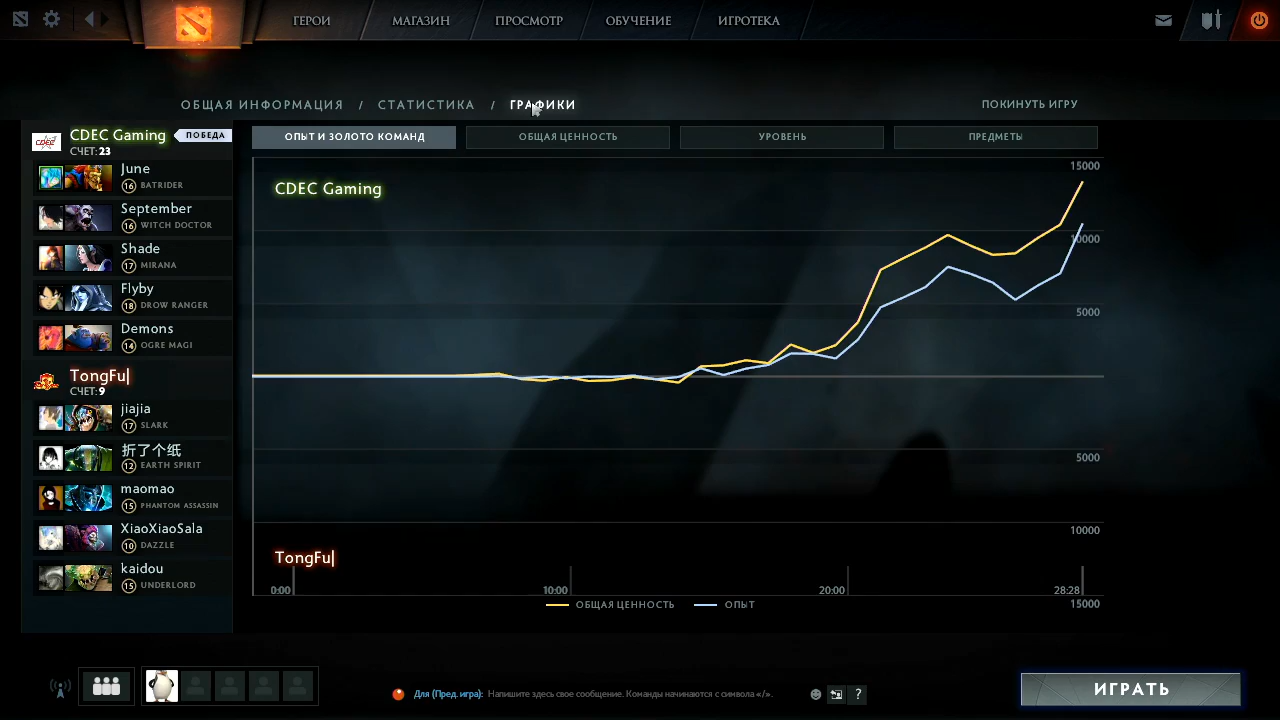 ГЕРОИ
МАГАЗИН
ПРОСМОТР
ОБУЧЕНИЕ
ИГРОТЕКА
ОБЩАЯ ИНФОРМАЦИЯ / СТАТИСТИКА / ГРАФИКИ
ПОКИНУТЬ ИГРУ
CDEC Gaming
ПОБЕДА
СЧЕТ: 23
June
16 BATRIDER
September
16 WITCH DOCTOR
Shade
17 MIRANA
Flyby
18 DROW RANGER
Demons
14 OGRE MAGI
TongFu|
СЧЕТ: 9
jiajia
17 SLARK
折了个纸
12 EARTH SPIRIT
maomao
15 PHANTOM ASSASSIN
XiaoXiaoSala
10 DAZZLE
kaidou
15 UNDERLORD
ОПЫТ И ЗОЛОТО КОМАНД
ОБЩАЯ ЦЕННОСТЬ
УРОВЕНЬ
ПРЕДМЕТЫ
CDEC Gaming
15000
10000
5000
5000
10000
15000
TongFu|
0:00
10:00
20:00
28:28
ОБЩАЯ ЦЕННОСТЬ
ОПЫТ
Для (Пред. игра): Напишите здесь свое сообщение. Команды начинаются с символа «/».
?
ИГРАТЬ